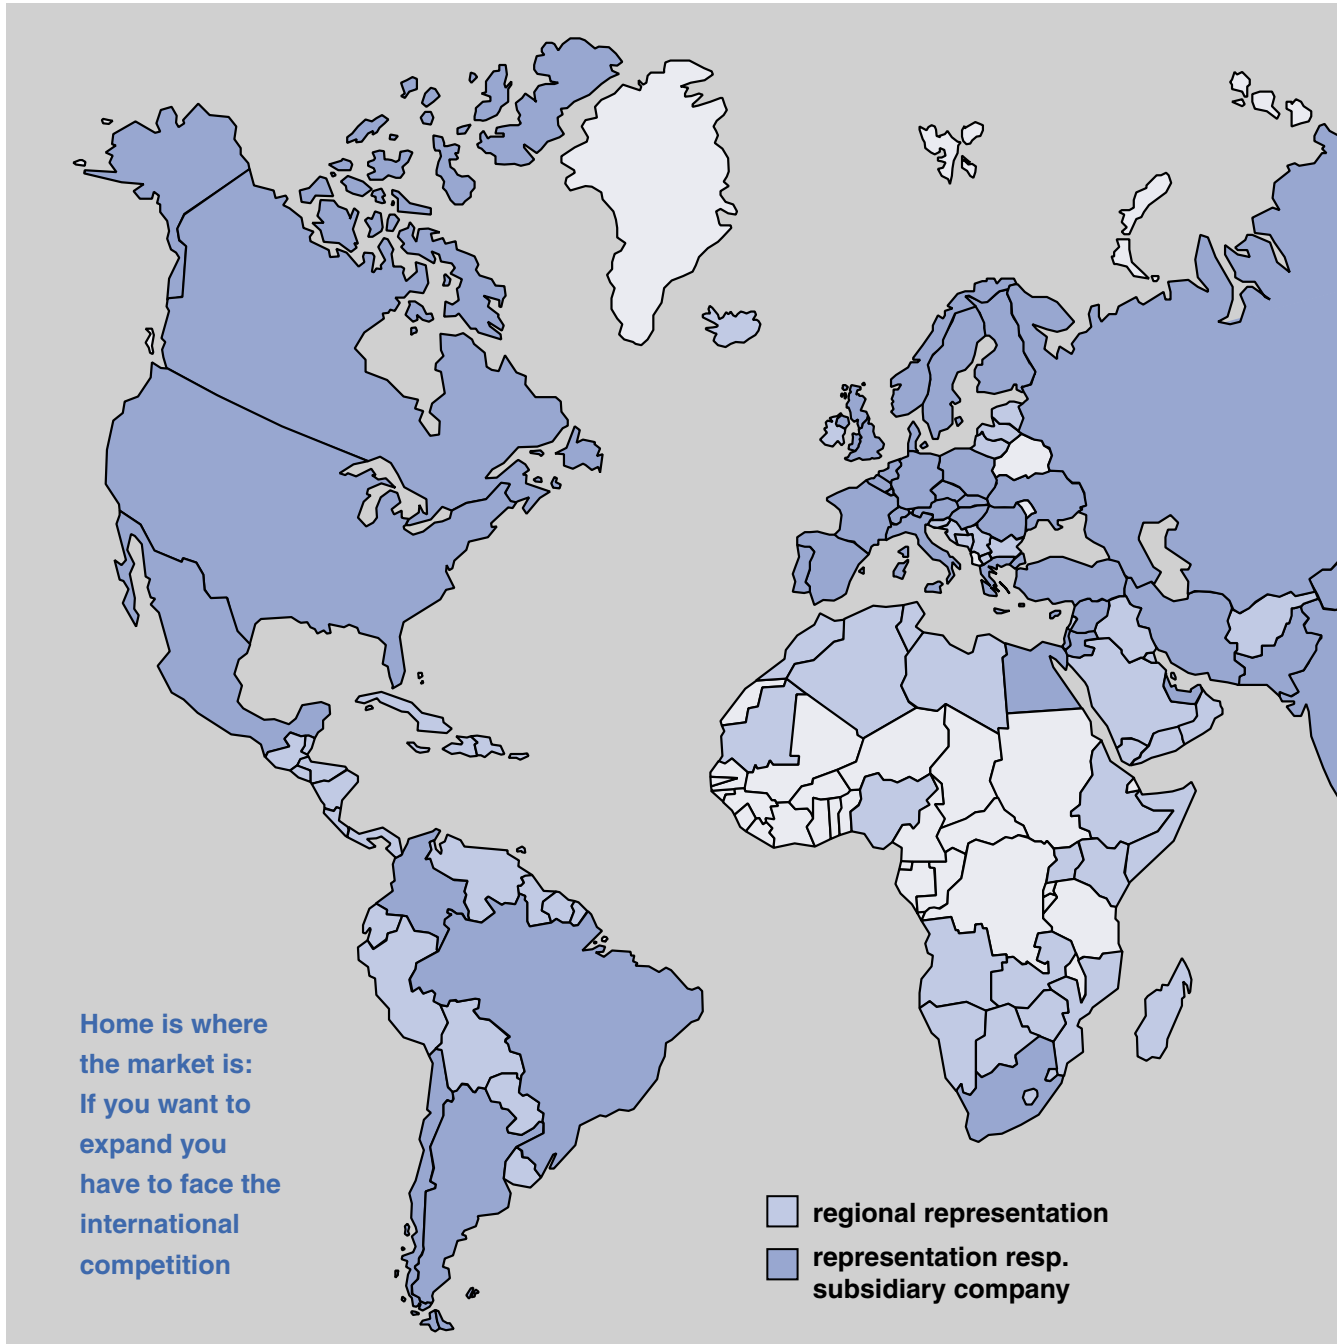 Home is where
the market is:
If you want to
expand you
have to face the
international
competition
regional representation
representation resp.
subsidiary company